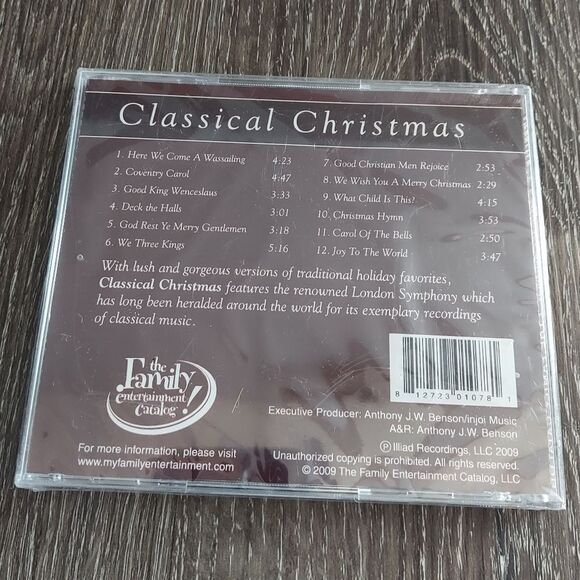 Classical Christmas
1. Here We Come A Wassailing 4:23
2. Coventry Carol 4:47
3. Good King Wenceslaus 3:33
4. Deck the Halls 3:01
5. God Rest Ye Merry Gentlemen 3:18
6. We Three Kings 5:16
7. Good Christian Men Rejoice 2:53
8. We Wish You A Merry Christmas 2:29
9. What Child Is This? 4:15
10. Christmas Hymn 3:53
11. Carol Of The Bells 2:50
12. Joy To The World 3:47
With lush and gorgeous versions of traditional holiday favorites,
Classical Christmas features the renowned London Symphony which
has long been heralded around the world for its exemplary recordings
of classical music.
the
Family
entertainment
Catalog!
8 12723 01078 1
Executive Producer: Anthony J.W. Benson/injoi Music
A&R: Anthony J.W. Benson
For more information, please visit
www.myfamilyentertainment.com.
℗ Illiad Recordings, LLC 2009
Unauthorized copying is prohibited. All rights reserved.
© 2009 The Family Entertainment Catalog, LLC